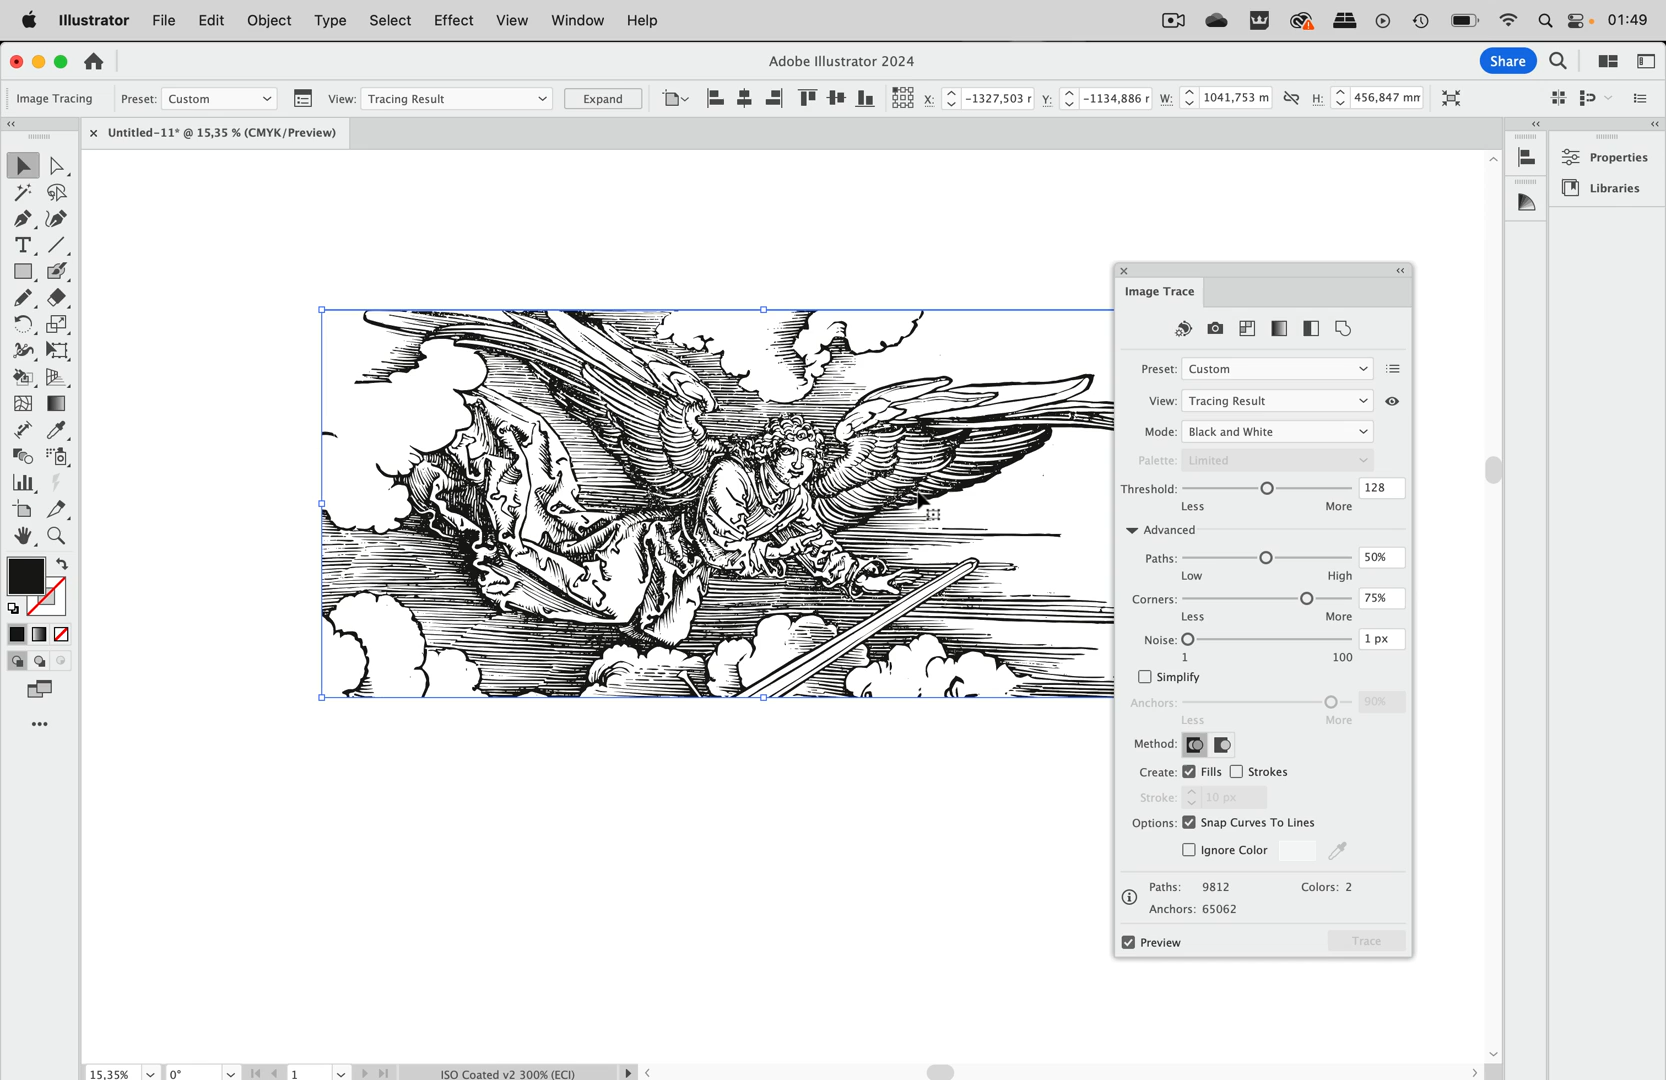 Illustrator File Edit Object Type Select Effect View Window Help 01:49
Adobe Illustrator 2024 Share
Image Tracing Preset: Custom View: Tracing Result Expand X: -1327,503 r Y: -1134,886 r W: 1041,753 m H: 456,847 mm
Untitled-11* @ 15,35 % (CMYK/Preview)
Properties
Libraries
Image Trace
Preset: Custom
View: Tracing Result
Mode: Black and White
Palette: Limited
Threshold: 128
Less More
Advanced
Paths: 50%
Low High
Corners: 75%
Less More
Noise: 1 px
1 100
Simplify
Anchors: 90%
Less More
Method:
Create: Fills Strokes
Stroke: 10 px
Options: Snap Curves To Lines
Ignore Color
Paths: 9812 Colors: 2
Anchors: 65062
Preview Trace
15,35% 0° 1 ISO Coated v2 300% (ECI)